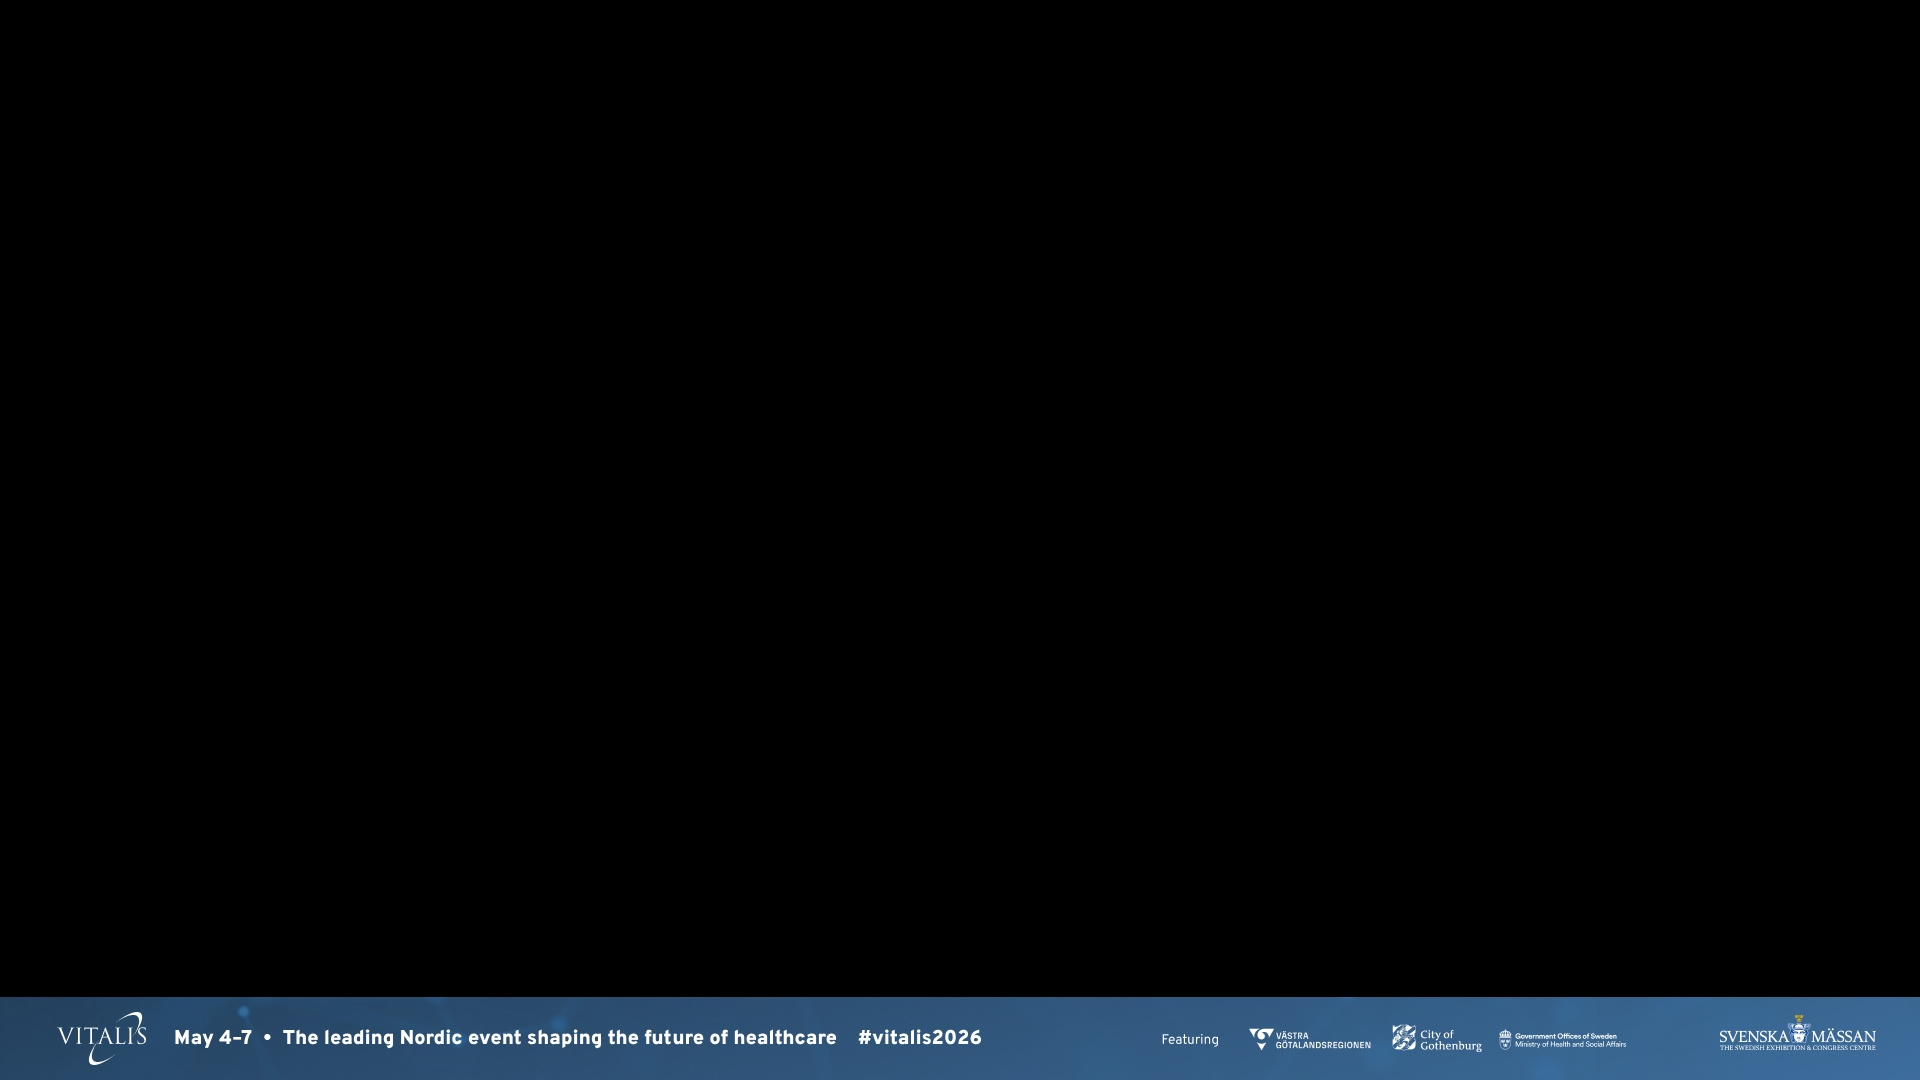 VITALIS
May 4–7 • The leading Nordic event shaping the future of healthcare #vitalis2026
Featuring
VÄSTRA
GÖTALANDSREGIONEN
City of
Gothenburg
Government Offices of Sweden
Ministry of Health and Social Affairs
SVENSKA MÄSSAN
THE SWEDISH EXHIBITION & CONGRESS CENTRE